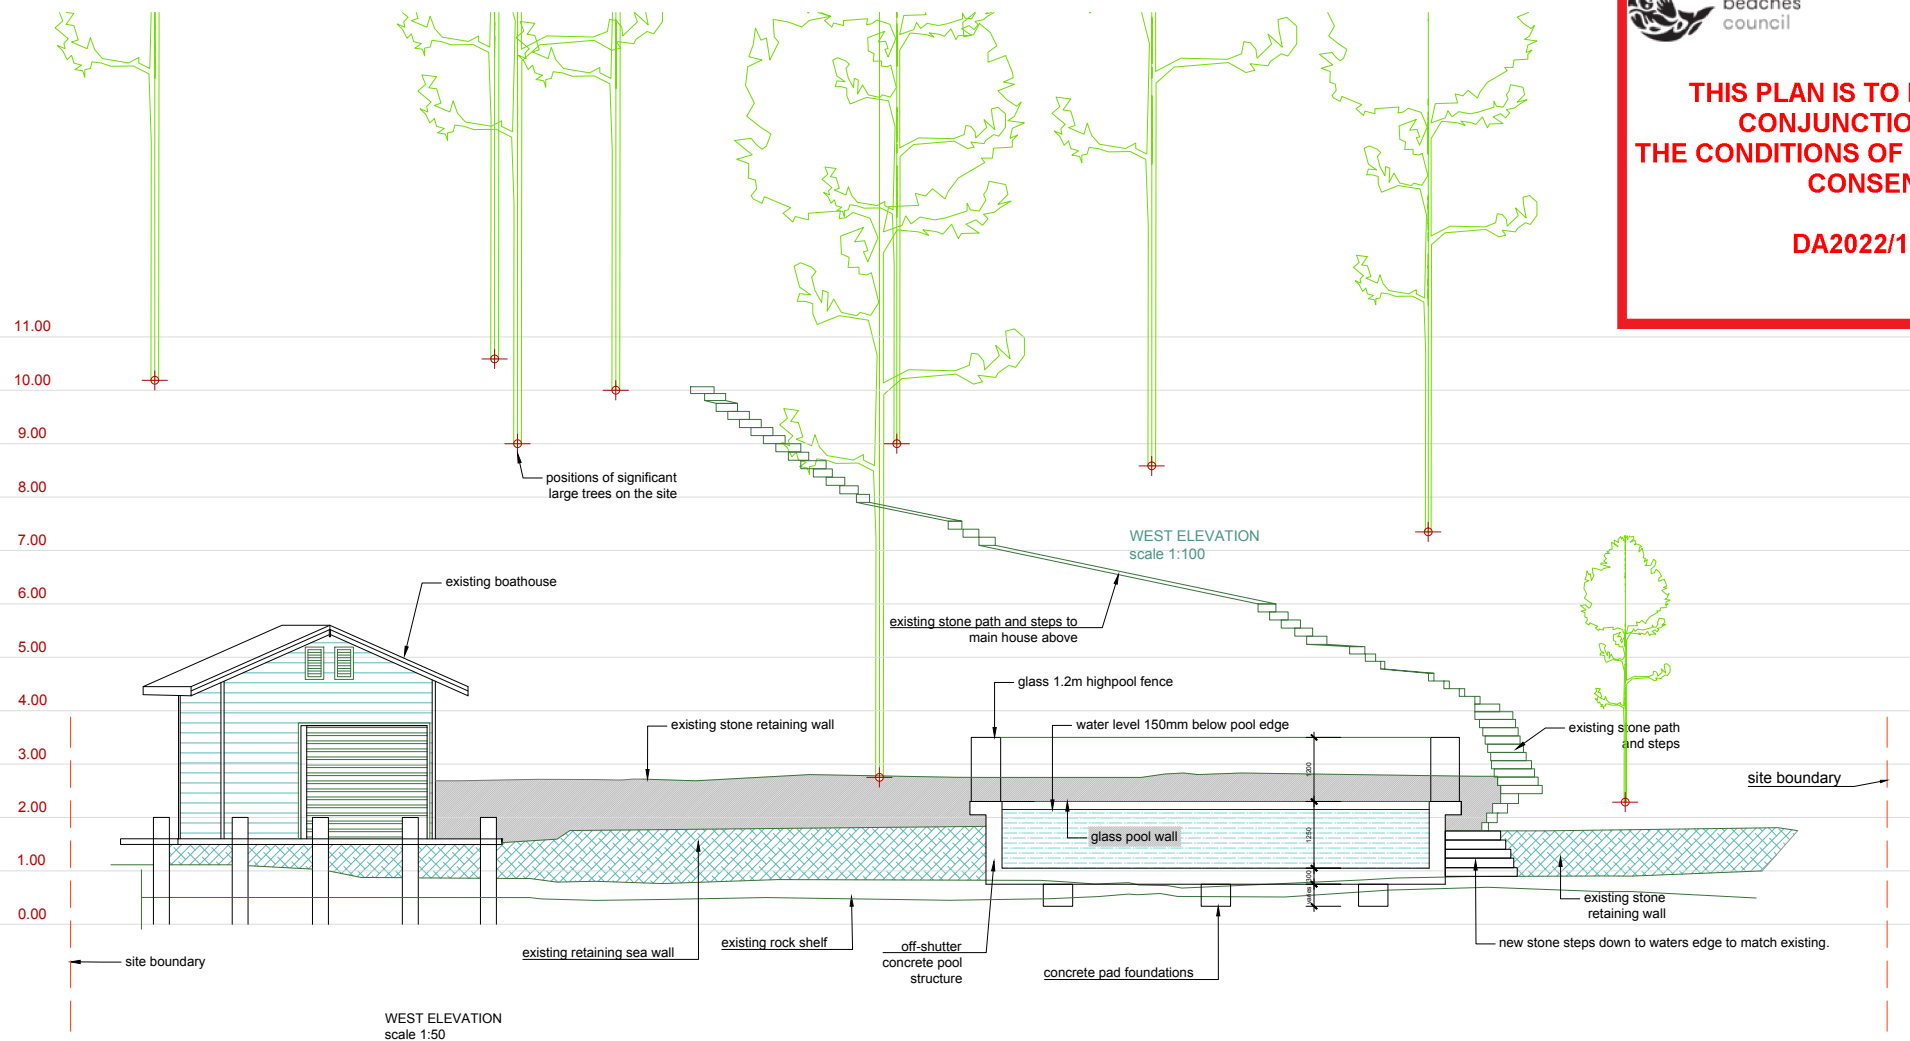 beaches
council
THIS PLAN IS TO
CONJUNCTIO
THE CONDITIONS OF
CONSEN
DA2022/1
11.00
10.00
9.00
8.00
7.00
6.00
5.00
4.00
3.00
2.00
1.00
0.00
positions of significant
large trees on the site
WEST ELEVATION
scale 1:100
existing boathouse
existing stone path and steps to
main house above
glass 1.2m highpool fence
existing stone retaining wall
water level 150mm below pool edge
existing stone path
and steps
site boundary
glass pool wall
1200
1250
300
varies
existing stone
retaining wall
new stone steps down to waters edge to match existing.
existing retaining sea wall
existing rock shelf
off-shutter
concrete pool
structure
concrete pad foundations
site boundary
WEST ELEVATION
scale 1:50